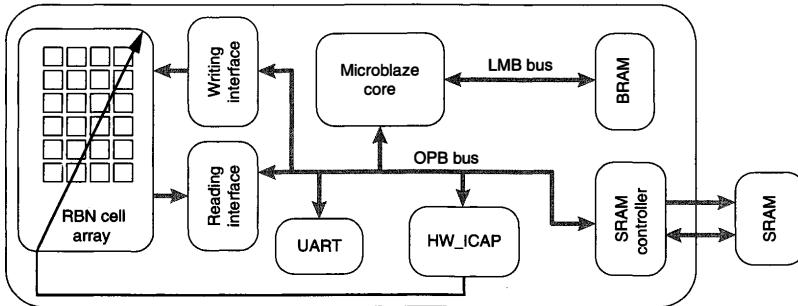 Writing
interface
Microblaze
core
LMB bus
BRAM
RBN cell
array
Reading
interface
OPB bus
UART
HW_ICAP
SRAM
controller
SRAM